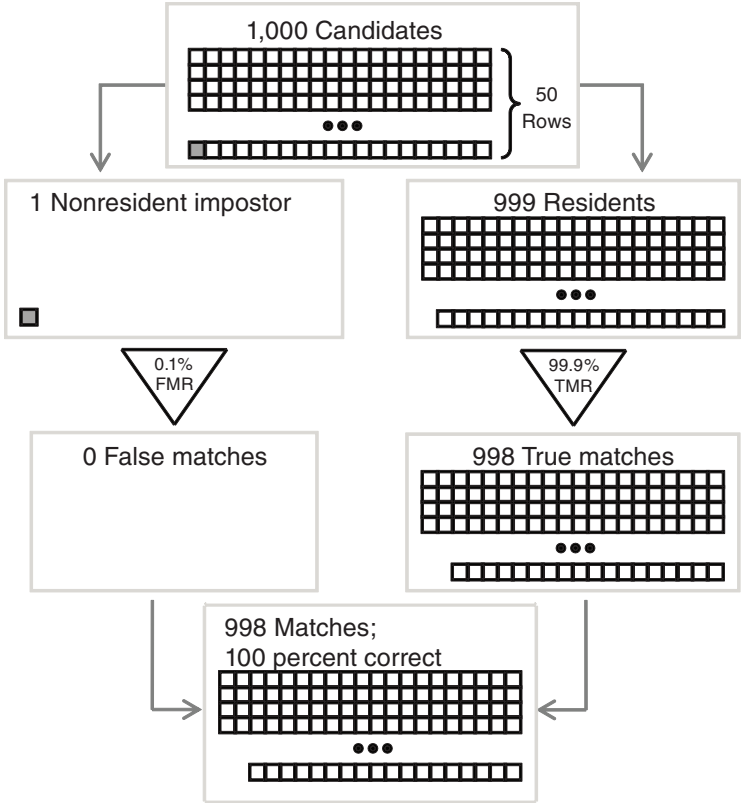 1,000 Candidates
50
Rows
1 Nonresident impostor
999 Residents
0.1%
FMR
99.9%
TMR
0 False matches
998 True matches
998 Matches;
100 percent correct